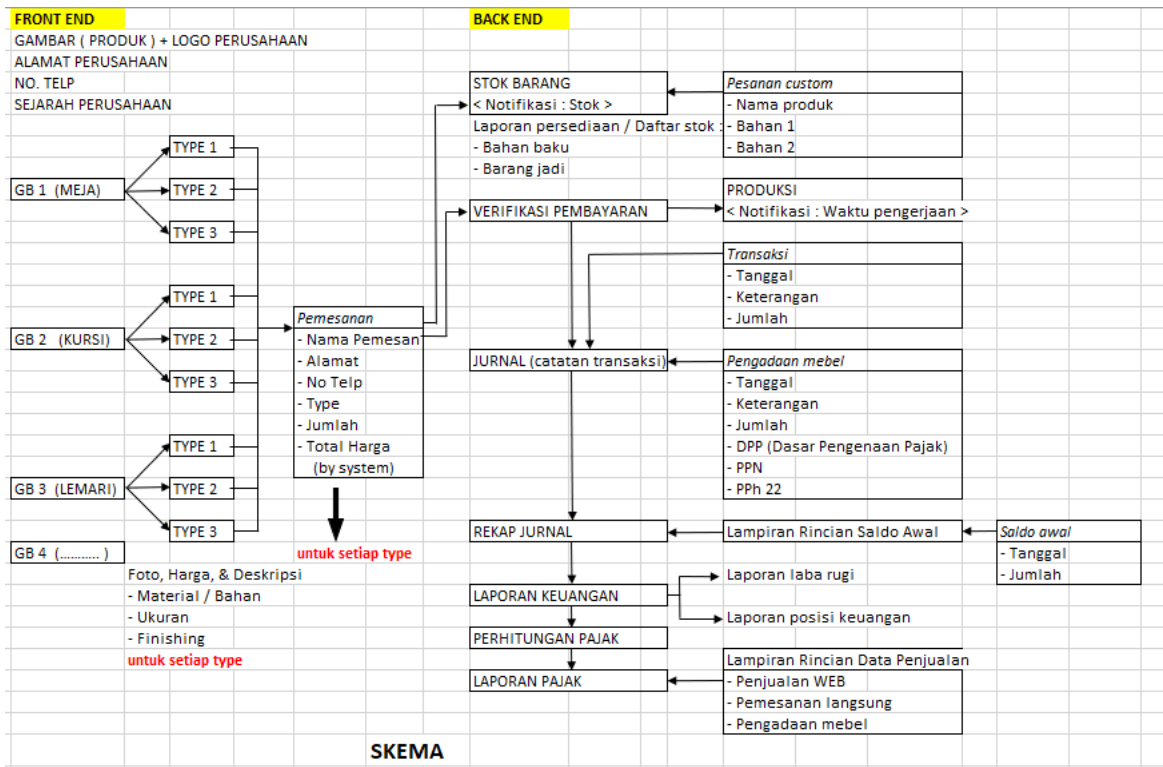 FRONT END
GAMBAR ( PRODUK ) + LOGO PERUSAHAAN
ALAMAT PERUSAHAAN
NO. TELP
SEJARAH PERUSAHAAN
GB 1 (MEJA)
TYPE 1
TYPE 2
TYPE 3
GB 2 (KURSI)
TYPE 1
TYPE 2
TYPE 3
GB 3 (LEMARI)
TYPE 1
TYPE 2
TYPE 3
GB 4 (........... )
Foto, Harga, & Deskripsi
- Material / Bahan
- Ukuran
- Finishing
untuk setiap type
Pemesanan
- Nama Pemesan
- Alamat
- No Telp
- Type
- Jumlah
- Total Harga
(by system)
untuk setiap type
BACK END
STOK BARANG
< Notifikasi : Stok >
Laporan persediaan / Daftar stok :
- Bahan baku
- Barang jadi
Pesanan custom
- Nama produk
- Bahan 1
- Bahan 2
VERIFIKASI PEMBAYARAN
PRODUKSI
< Notifikasi : Waktu pengerjaan >
Transaksi
- Tanggal
- Keterangan
- Jumlah
JURNAL (catatan transaksi)
Pengadaan mebel
- Tanggal
- Keterangan
- Jumlah
- DPP (Dasar Pengenaan Pajak)
- PPN
- PPh 22
REKAP JURNAL
Lampiran Rincian Saldo Awal
Saldo awal
- Tanggal
- Jumlah
LAPORAN KEUANGAN
Laporan laba rugi
Laporan posisi keuangan
PERHITUNGAN PAJAK
LAPORAN PAJAK
Lampiran Rincian Data Penjualan
- Penjualan WEB
- Pemesanan langsung
- Pengadaan mebel
SKEMA